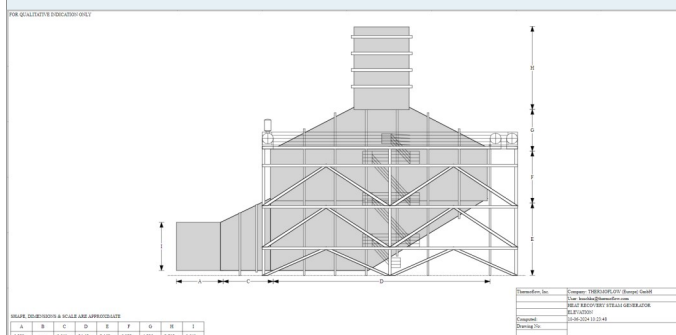 FOR QUALITATIVE INDICATION ONLY
H
G
F
E
I
A
C
D
Thermoflow, Inc.
Company: THERMOFLOW (Europe) GmbH
User:
HEAT RECOVERY STEAM GENERATOR
ELEVATION
Computed:
Drawing No:
SHAPE, DIMENSIONS & SCALE ARE APPROXIMATE
A B C D E F G H I